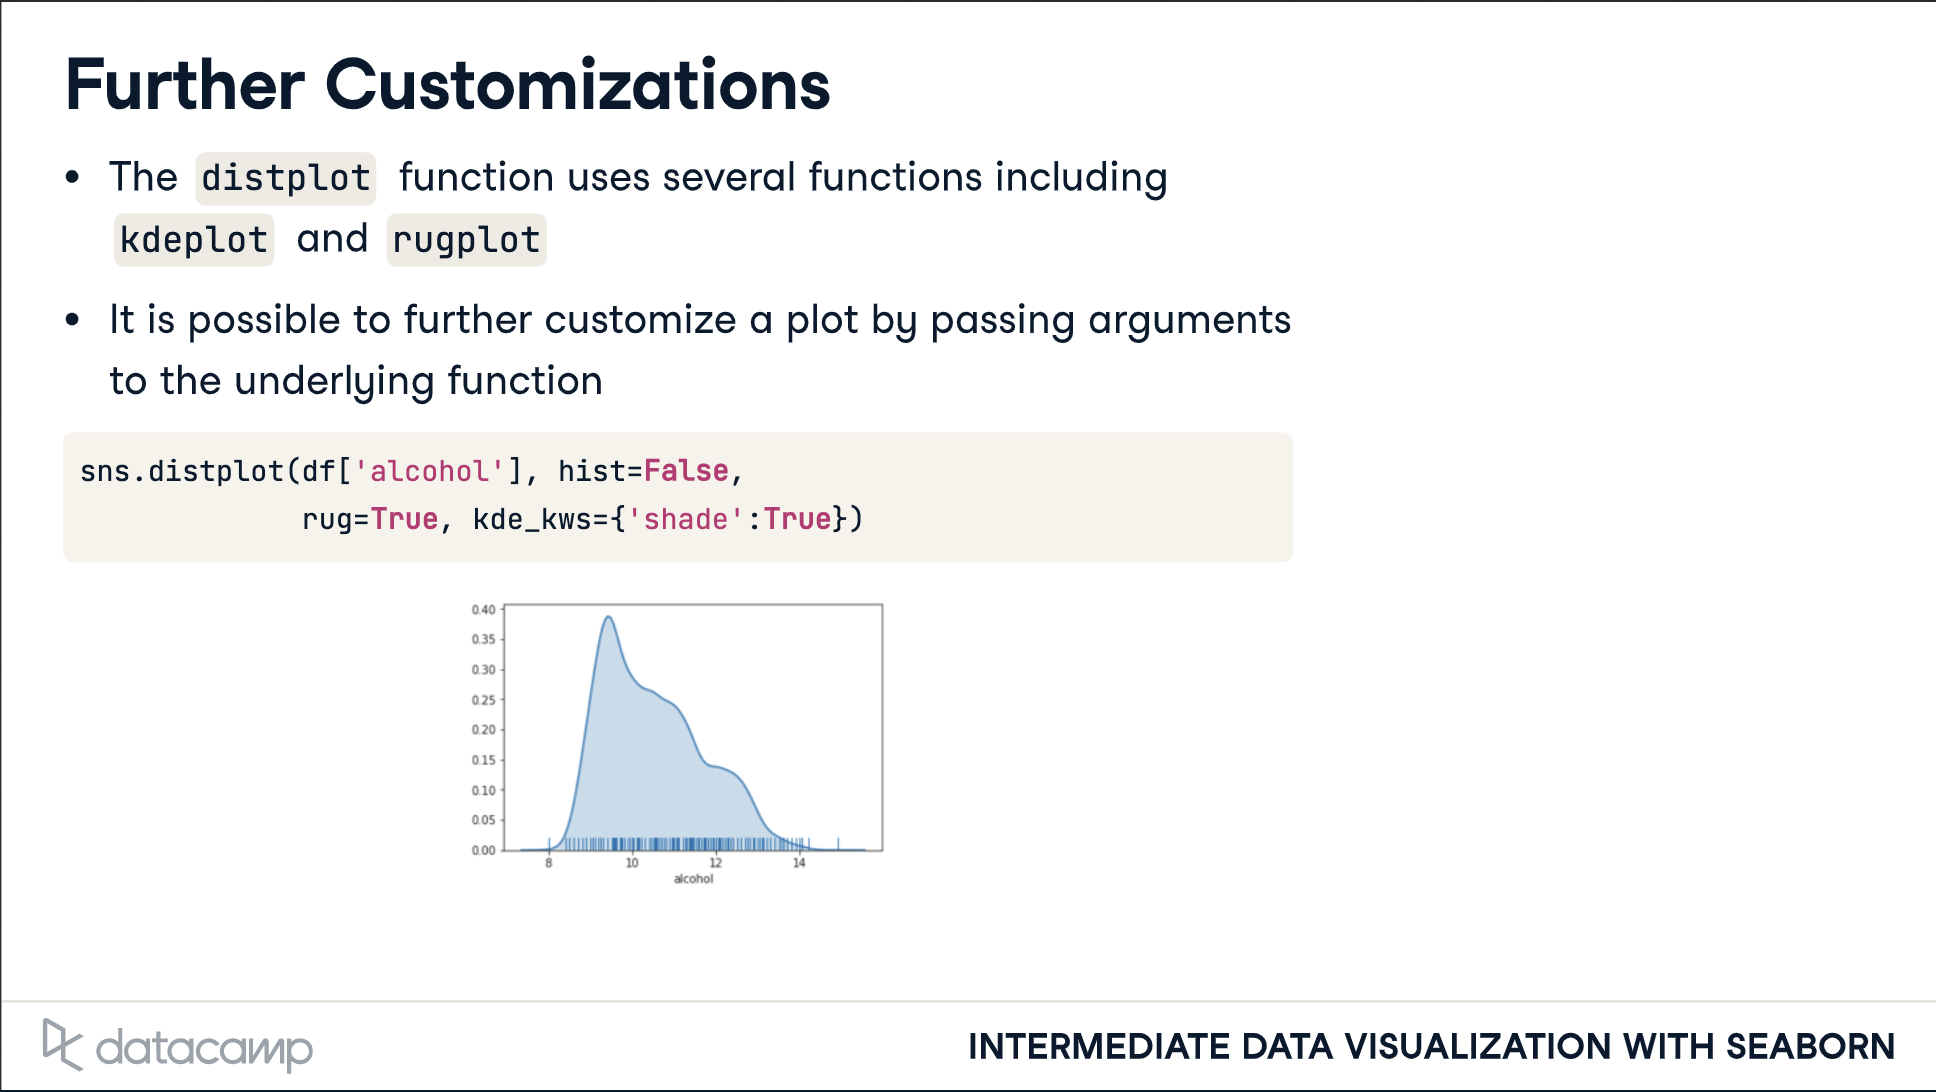 Further Customizations
• The distplot function uses several functions including
kdeplot and rugplot
• It is possible to further customize a plot by passing arguments
to the underlying function
sns.distplot(df['alcohol'], hist=False,
rug=True, kde_kws={'shade':True})
0.40
0.35
0.30
0.25
0.20
0.15
0.10
0.05
0.00
8 10 12 14
alcohol
datacamp
INTERMEDIATE DATA VISUALIZATION WITH SEABORN